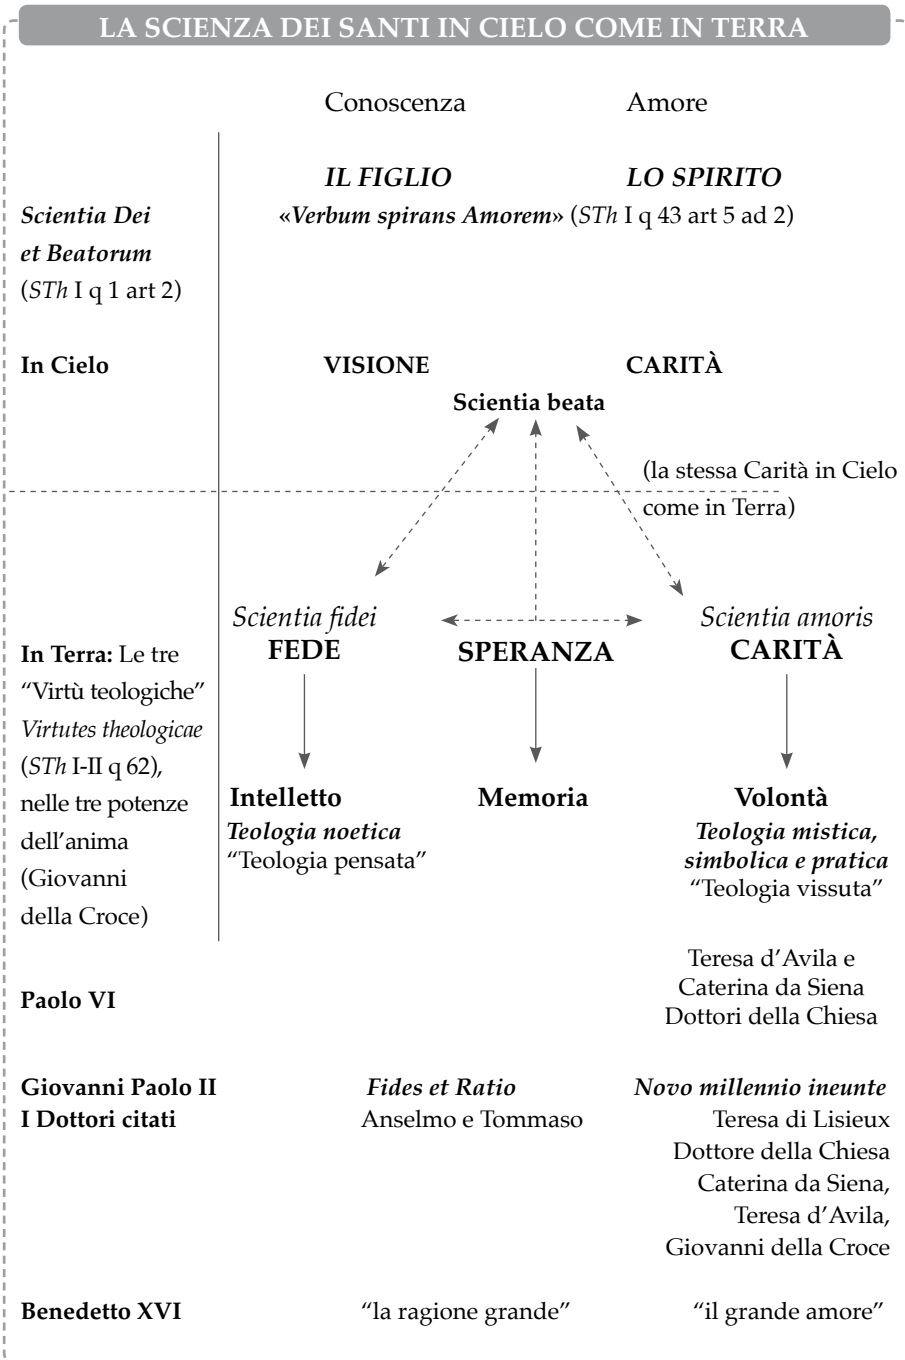 LA SCIENZA DEI SANTI IN CIELO COME IN TERRA
Conoscenza Amore
IL FIGLIO LO SPIRITO
Scientia Dei «Verbum spirans Amorem» (STh I q 43 art 5 ad 2)
et Beatorum
(STh I q 1 art 2)
In Cielo VISIONE CARITÀ
Scientia beata
(la stessa Carità in Cielo
come in Terra)
Scientia fidei Scientia amoris
FEDE SPERANZA CARITÀ
In Terra: Le tre
“Virtù teologiche”
Virtutes theologicae
(STh I-II q 62),
nelle tre potenze
dell’anima
(Giovanni
della Croce)
Intelletto Memoria Volontà
Teologia noetica Teologia mistica,
simbolica e pratica
“Teologia pensata”
“Teologia vissuta”
Teresa d’Avila e
Paolo VI Caterina da Siena
Dottori della Chiesa
Giovanni Paolo II Fides et Ratio Novo millennio ineunte
I Dottori citati Anselmo e Tommaso Teresa di Lisieux
Dottore della Chiesa
Caterina da Siena,
Teresa d’Avila,
Giovanni della Croce
Benedetto XVI “la ragione grande” “il grande amore”